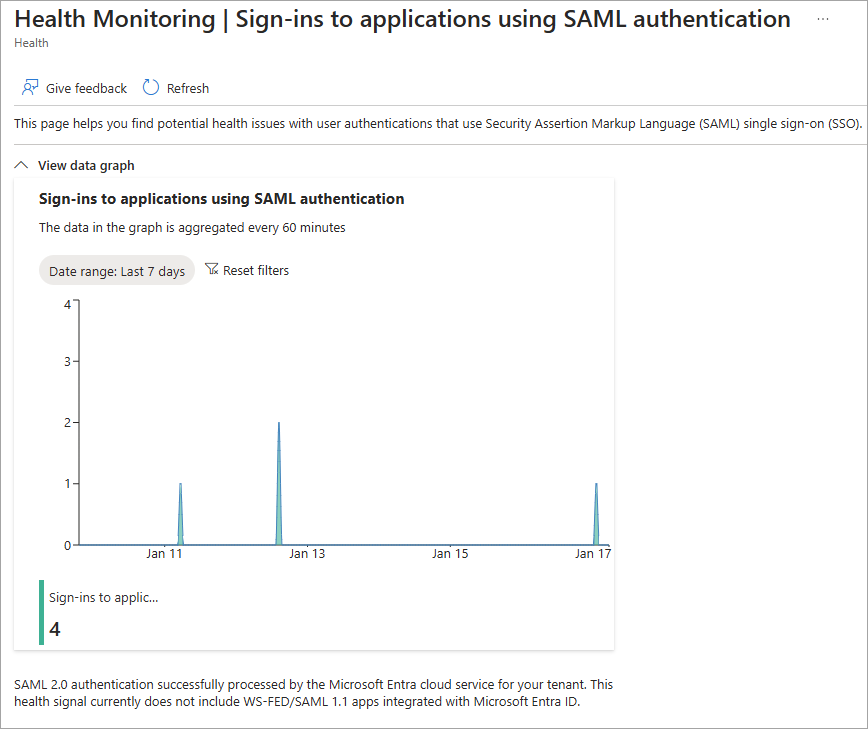 Health Monitoring | Sign-ins to applications using SAML authentication ...
Health
Give feedback Refresh
This page helps you find potential health issues with user authentications that use Security Assertion Markup Language (SAML) single sign-on (SSO).
View data graph
Sign-ins to applications using SAML authentication
The data in the graph is aggregated every 60 minutes
Date range: Last 7 days Reset filters
4
3
2
1
0
Jan 11 Jan 13 Jan 15 Jan 17
Sign-ins to applic...
4
SAML 2.0 authentication successfully processed by the Microsoft Entra cloud service for your tenant. This
health signal currently does not include WS-FED/SAML 1.1 apps integrated with Microsoft Entra ID.